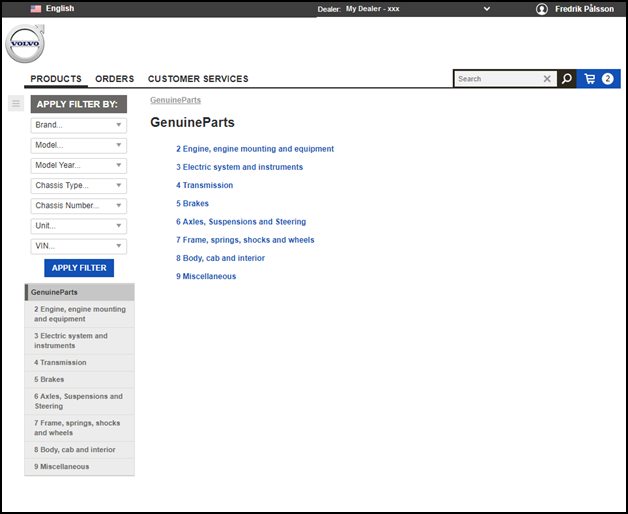 English
Dealer: My Dealer - xxx
Fredrik Pålsson
VOLVO
PRODUCTS ORDERS CUSTOMER SERVICES
Search
2
APPLY FILTER BY:
Brand...
Model...
Model Year...
Chassis Type...
Chassis Number...
Unit...
VIN...
APPLY FILTER
GenuineParts
2 Engine, engine mounting
and equipment
3 Electric system and
instruments
4 Transmission
5 Brakes
6 Axles, Suspensions and
Steering
7 Frame, springs, shocks
and wheels
8 Body, cab and interior
9 Miscellaneous
GenuineParts
GenuineParts
2 Engine, engine mounting and equipment
3 Electric system and instruments
4 Transmission
5 Brakes
6 Axles, Suspensions and Steering
7 Frame, springs, shocks and wheels
8 Body, cab and interior
9 Miscellaneous